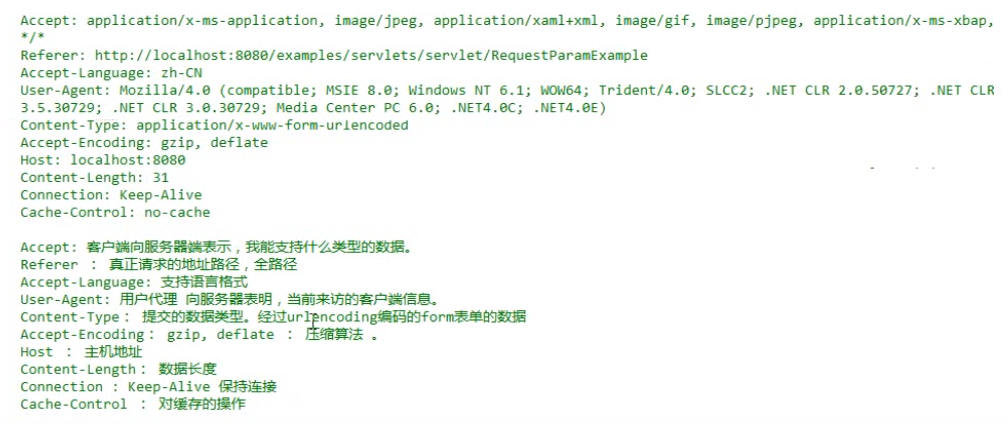 Accept: application/x-ms-application, image/jpeg, application/xaml+xml, image/gif, image/pjpeg, application/x-ms-xbap,
*/*
Referer: http://localhost:8080/examples/servlets/servlet/RequestParamExample
Accept-Language: zh-CN
User-Agent: Mozilla/4.0 (compatible; MSIE 8.0; Windows NT 6.1; WOW64; Trident/4.0; SLCC2; .NET CLR 2.0.50727; .NET CLR
3.5.30729; .NET CLR 3.0.30729; Media Center PC 6.0; .NET4.0C; .NET4.0E)
Content-Type: application/x-www-form-urlencoded
Accept-Encoding: gzip, deflate
Host: localhost:8080
Content-Length: 31
Connection: Keep-Alive
Cache-Control: no-cache
Accept: 客户端向服务器端表示，我能支持什么类型的数据。
Referer ： 真正请求的地址路径，全路径
Accept-Language: 支持语言格式
User-Agent: 用户代理 向服务器表明，当前来访的客户端信息。
Content-Type： 提交的数据类型。经过urlencoding编码的form表单的数据
Accept-Encoding： gzip, deflate ： 压缩算法 。
Host ： 主机地址
Content-Length： 数据长度
Connection : Keep-Alive 保持连接
Cache-Control ： 对缓存的操作